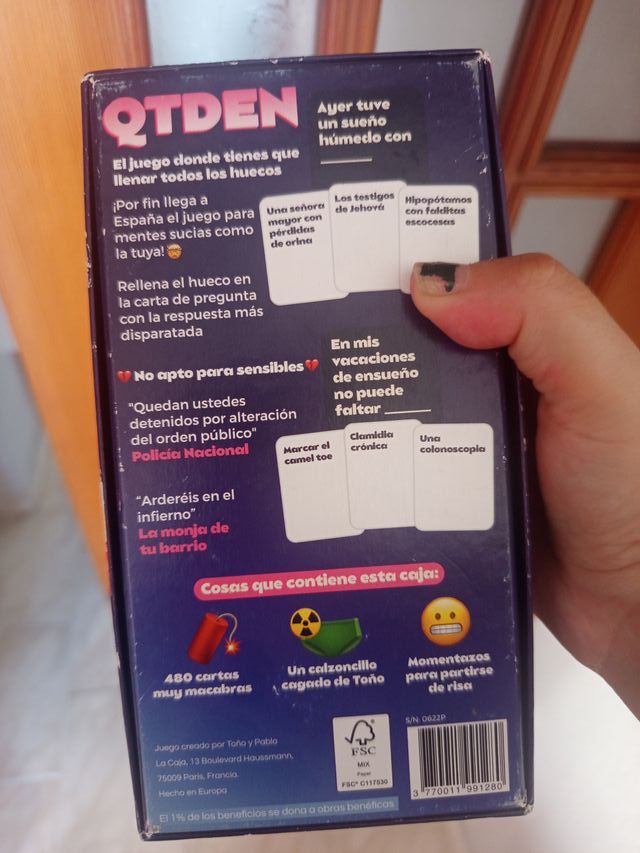 QTDEN
El juego donde tienes que
llenar todos los huecos
¡Por fin llega a
España el juego para
mentes sucias como
la tuya!
Rellena el hueco en
la carta de pregunta
con la respuesta más
disparatada
Ayer tuve
un sueño
húmedo con
______
Una señora
mayor con
pérdidas
de orina
Los testigos
de Jehová
Hipopótamos
con falditas
escocesas
No apto para sensibles
"Quedan ustedes
detenidos por alteración
del orden público"
Policía Nacional
"Arderéis en el
infierno"
La monja de
tu barrio
En mis
vacaciones
de ensueño
no puede
faltar ______
Marcar el
camel toe
Clamidia
crónica
Una
colonoscopia
Cosas que contiene esta caja:
480 cartas
muy macabras
Un calzoncillo
cagado de Toño
Momentazos
para partirse
de risa
Juego creado por Toño y Pablo
La Caja, 13 Boulevard Haussmann,
75009 Paris, Francia.
Hecho en Europa
El 1% de los beneficios se dona a obras benéficas
FSC
MIX
Paper
FSC® C117530
S/N: 0622P
3 770011 991280